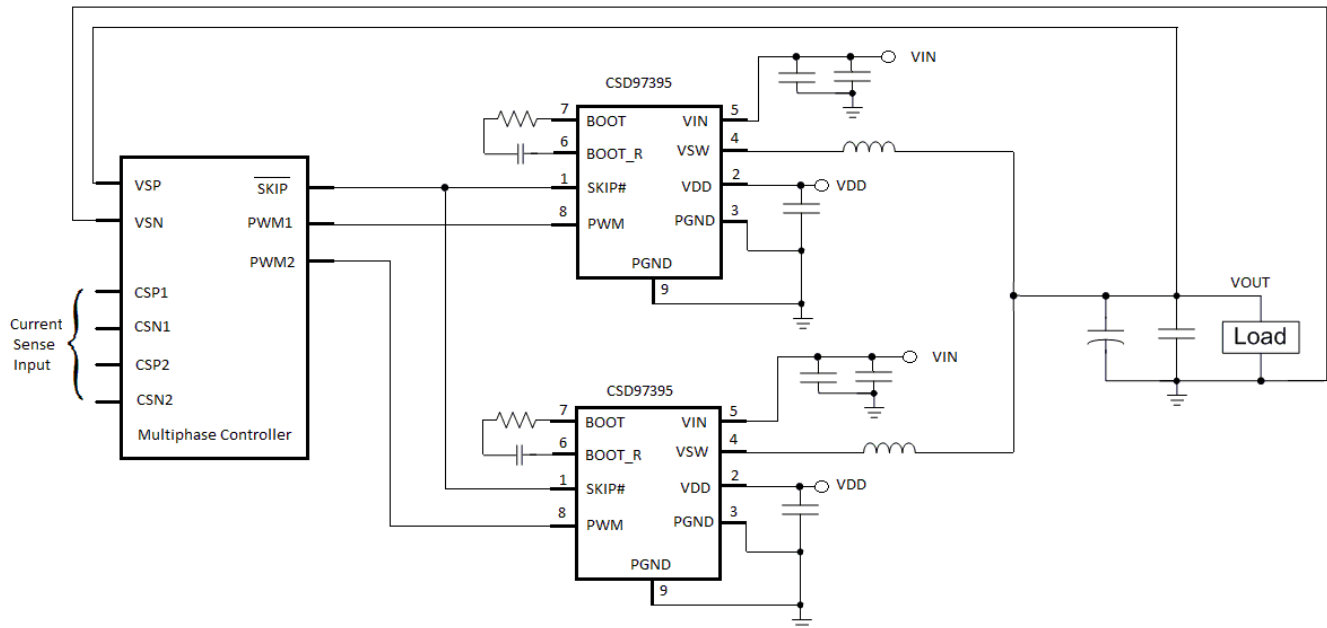 CSD97395
VIN
7
BOOT
VIN
5
6
BOOT_R
VSW
4
1
SKIP#
VDD
2
VDD
8
PWM
PGND
3
PGND
9
VSP
SKIP
VSN
PWM1
PWM2
CSP1
CSN1
CSP2
CSN2
Multiphase Controller
Current
Sense
Input
VOUT
Load
CSD97395
VIN
7
BOOT
VIN
5
6
BOOT_R
VSW
4
1
SKIP#
VDD
2
VDD
8
PWM
PGND
3
PGND
9